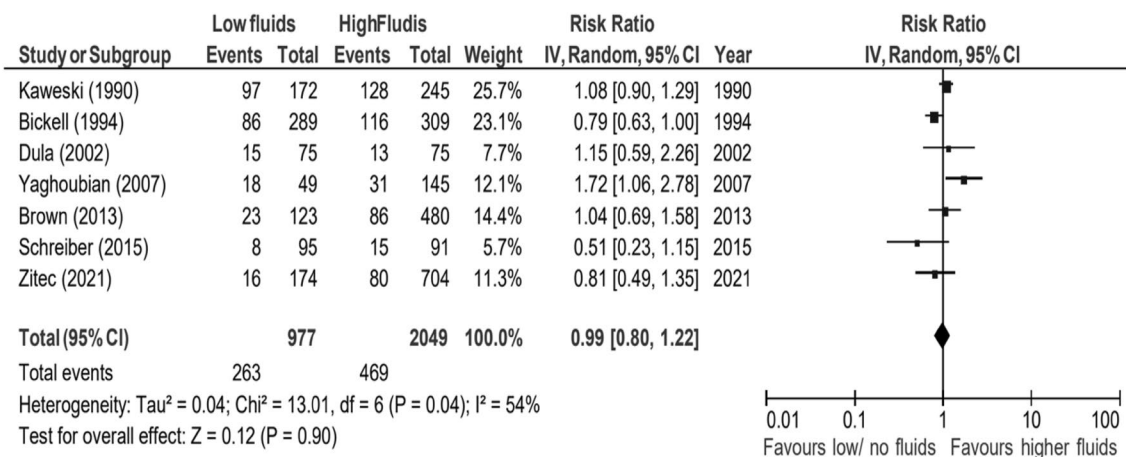 Low fluids HighFludis Risk Ratio Risk Ratio
Study or Subgroup Events Total Events Total Weight IV, Random, 95% CI Year IV, Random, 95% CI
Kaweski (1990) 97 172 128 245 25.7% 1.08 [0.90, 1.29] 1990
Bickell (1994) 86 289 116 309 23.1% 0.79 [0.63, 1.00] 1994
Dula (2002) 15 75 13 75 7.7% 1.15 [0.59, 2.26] 2002
Yaghoubian (2007) 18 49 31 145 12.1% 1.72 [1.06, 2.78] 2007
Brown (2013) 23 123 86 480 14.4% 1.04 [0.69, 1.58] 2013
Schreiber (2015) 8 95 15 91 5.7% 0.51 [0.23, 1.15] 2015
Zitec (2021) 16 174 80 704 11.3% 0.81 [0.49, 1.35] 2021
Total (95% CI) 977 2049 100.0% 0.99 [0.80, 1.22]
Total events 263 469
Heterogeneity: Tau² = 0.04; Chi² = 13.01, df = 6 (P = 0.04); I² = 54%
Test for overall effect: Z = 0.12 (P = 0.90)
0.01 0.1 1 10 100
Favours low/ no fluids Favours higher fluids